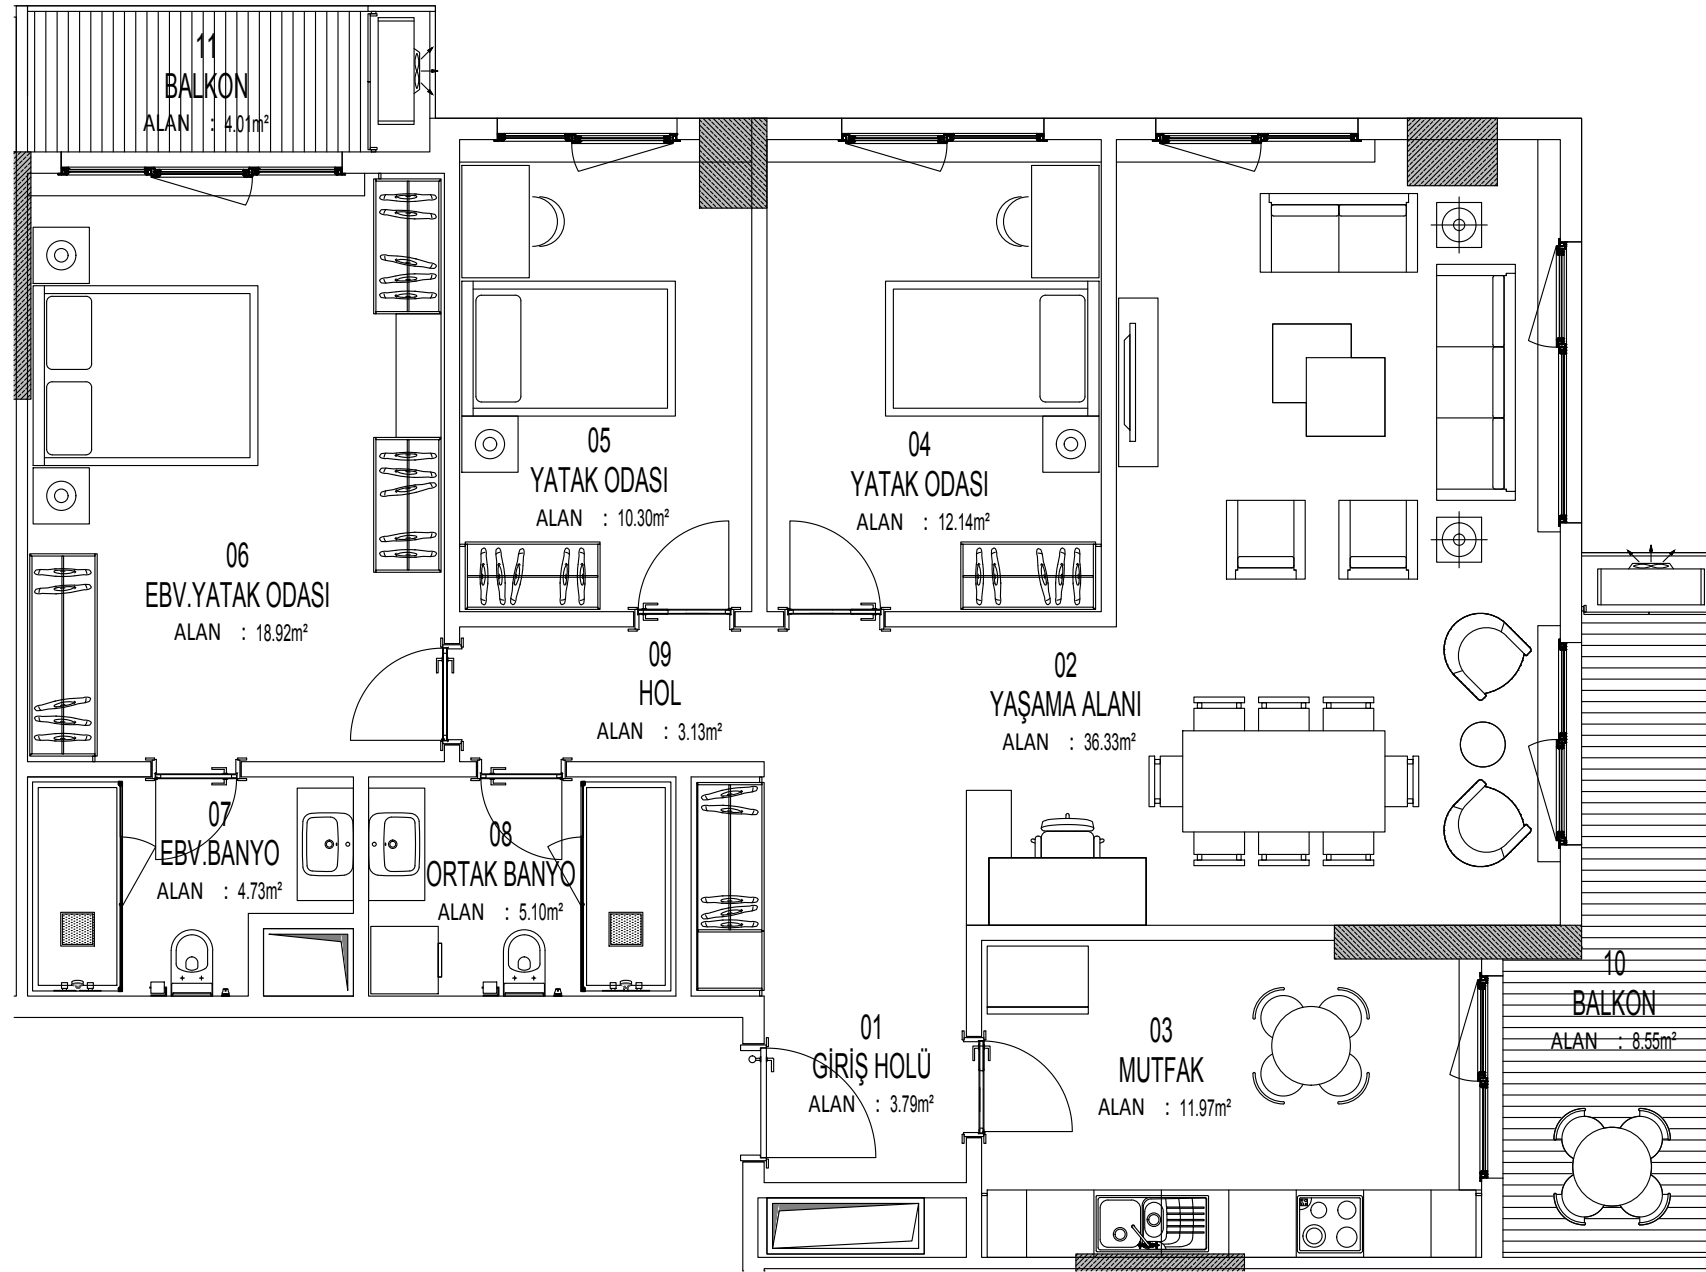 11
BALKON
ALAN : 4.01m²
05
YATAK ODASI
ALAN : 10.30m²
04
YATAK ODASI
ALAN : 12.14m²
06
EBV.YATAK ODASI
ALAN : 18.92m²
09
HOL
ALAN : 3.13m²
02
YAŞAMA ALANI
ALAN : 36.33m²
07
EBV.BANYO
ALAN : 4.73m²
08
ORTAK BANYO
ALAN : 5.10m²
01
GİRİŞ HOLÜ
ALAN : 3.79m²
03
MUTFAK
ALAN : 11.97m²
10
BALKON
ALAN : 8.55m²